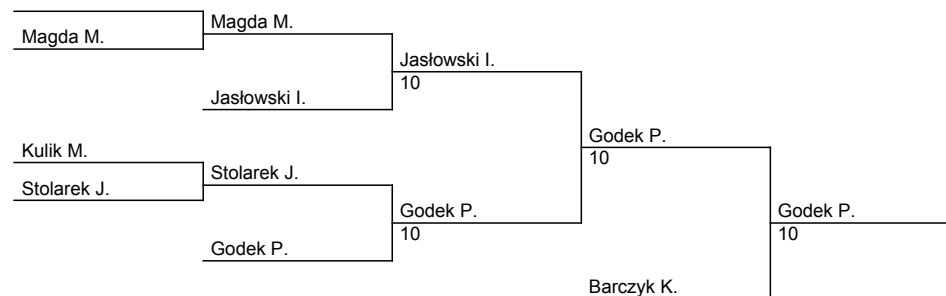 Magda M.
Magda M.
Jasłowski I.
Jasłowski I.
10
Kulik M.
Stolarek J.
Stolarek J.
Godek P.
Godek P.
10
Godek P.
10
Barczyk K.
Godek P.
10